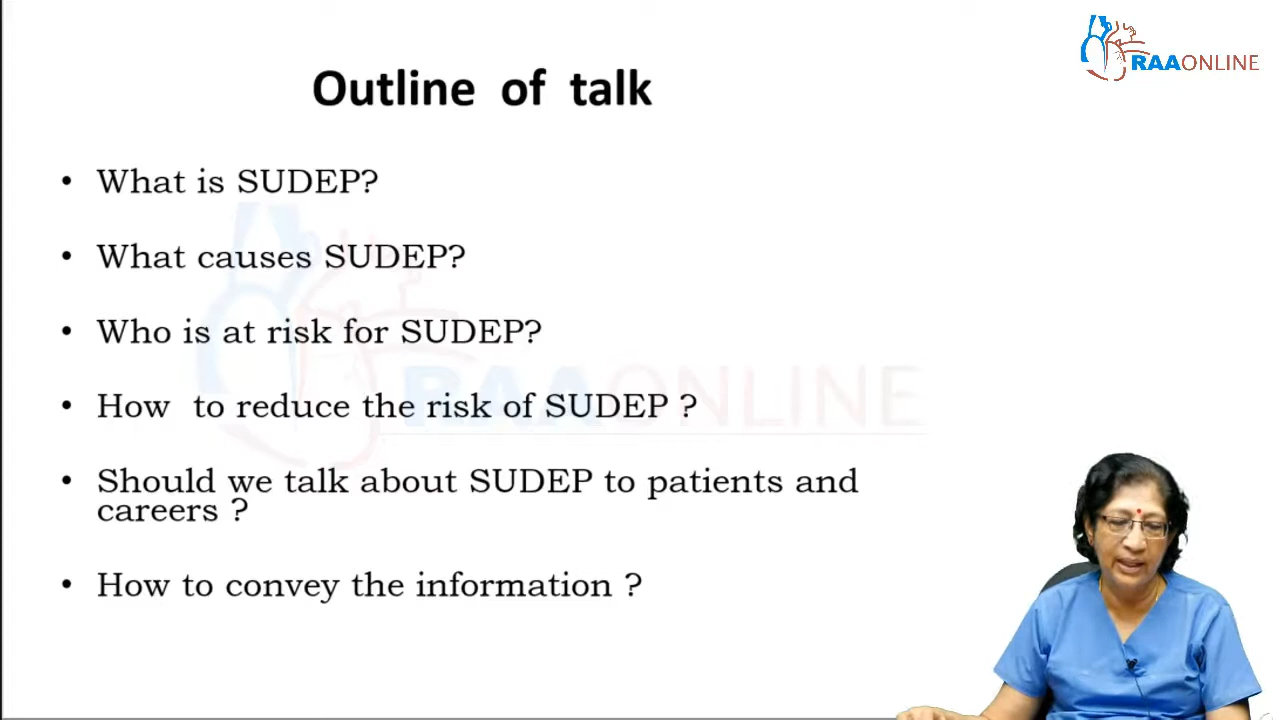 RAAONLINE
Outline of talk
• What is SUDEP?
• What causes SUDEP?
• Who is at risk for SUDEP?
RAAONLINE
• How to reduce the risk of SUDEP ?
• Should we talk about SUDEP to patients and
careers ?
• How to convey the information ?